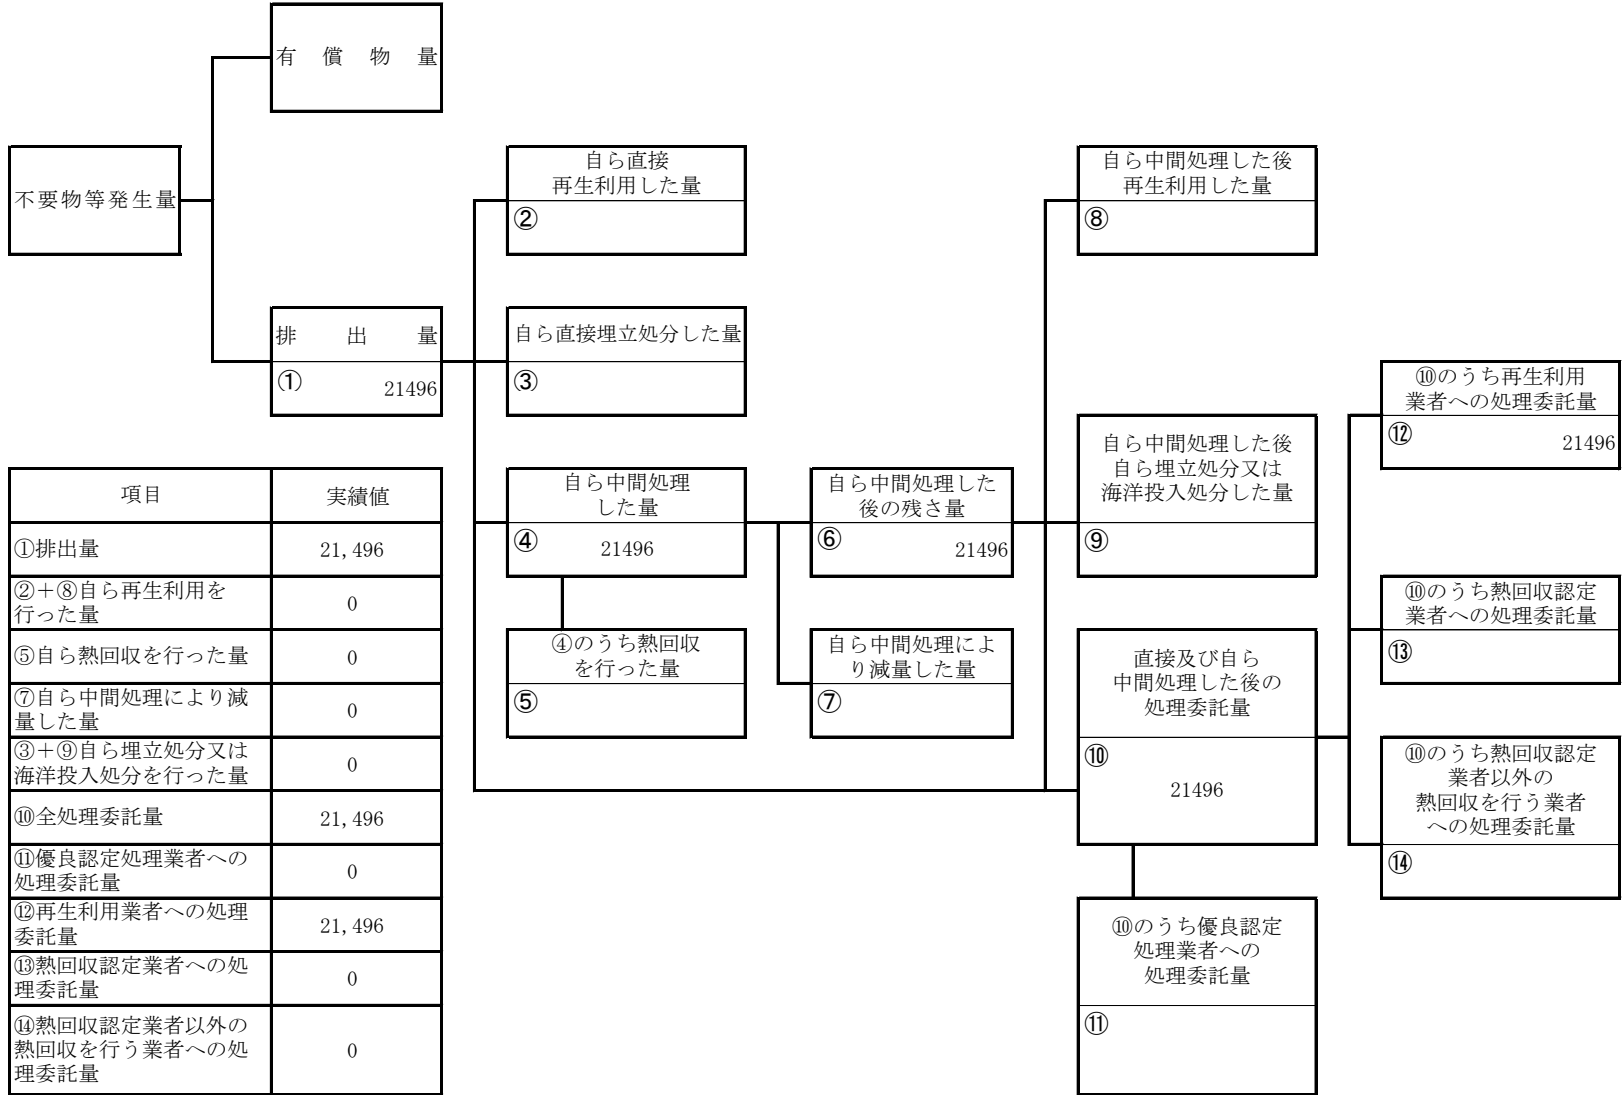 有償物量
不要物等発生量
排出量
① 21496
自ら直接
再生利用した量
②
自ら直接埋立処分した量
③
自ら中間処理
した量
④ 21496
④のうち熱回収
を行った量
⑤
自ら中間処理した
後の残さ量
⑥ 21496
自ら中間処理によ
り減量した量
⑦
自ら中間処理した後
再生利用した量
⑧
自ら中間処理した後
自ら埋立処分又は
海洋投入処分した量
⑨
直接及び自ら
中間処理した後の
処理委託量
⑩
21496
⑩のうち優良認定
処理業者への
処理委託量
⑪
⑩のうち再生利用
業者への処理委託量
⑫ 21496
⑩のうち熱回収認定
業者への処理委託量
⑬
⑩のうち熱回収認定
業者以外の
熱回収を行う業者
への処理委託量
⑭
項目 実績値
①排出量 21,496
②+⑧自ら再生利用を
行った量 0
⑤自ら熱回収を行った量 0
⑦自ら中間処理により減
量した量 0
③+⑨自ら埋立処分又は
海洋投入処分を行った量 0
⑩全処理委託量 21,496
⑪優良認定処理業者への
処理委託量 0
⑫再生利用業者への処理
委託量 21,496
⑬熱回収認定業者への処
理委託量 0
⑭熱回収認定業者以外の
熱回収を行う業者への処
理委託量 0